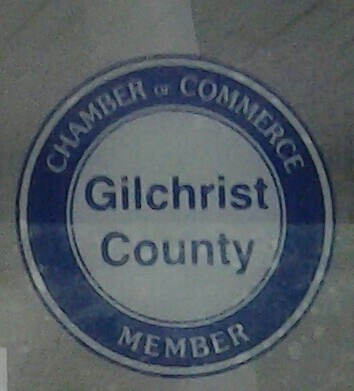 CHAMBER OF COMMERCE
Gilchrist
County
MEMBER